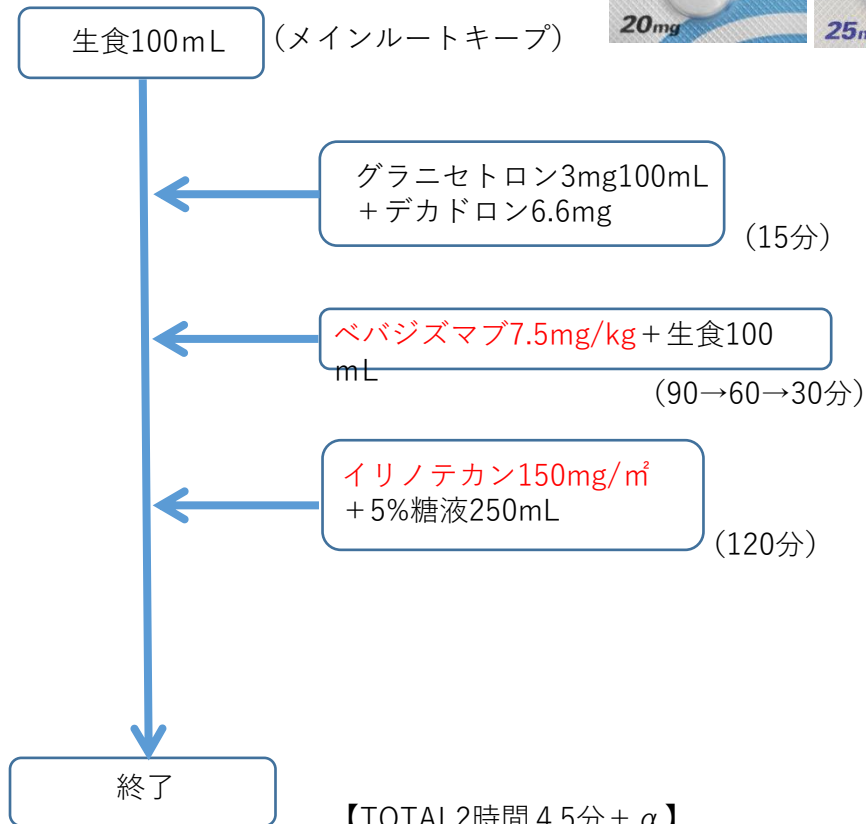 20mg
生食100mL
(メインルートキープ)
グラニセトロン3mg100mL
+デカドロン6.6mg
(15分)
ベバジズマブ7.5mg/kg+生食100
mL
(90→60→30分)
イリノテカン150mg/㎡
+5%糖液250mL
(120分)
終了
【TOTAL2時間45分+α】